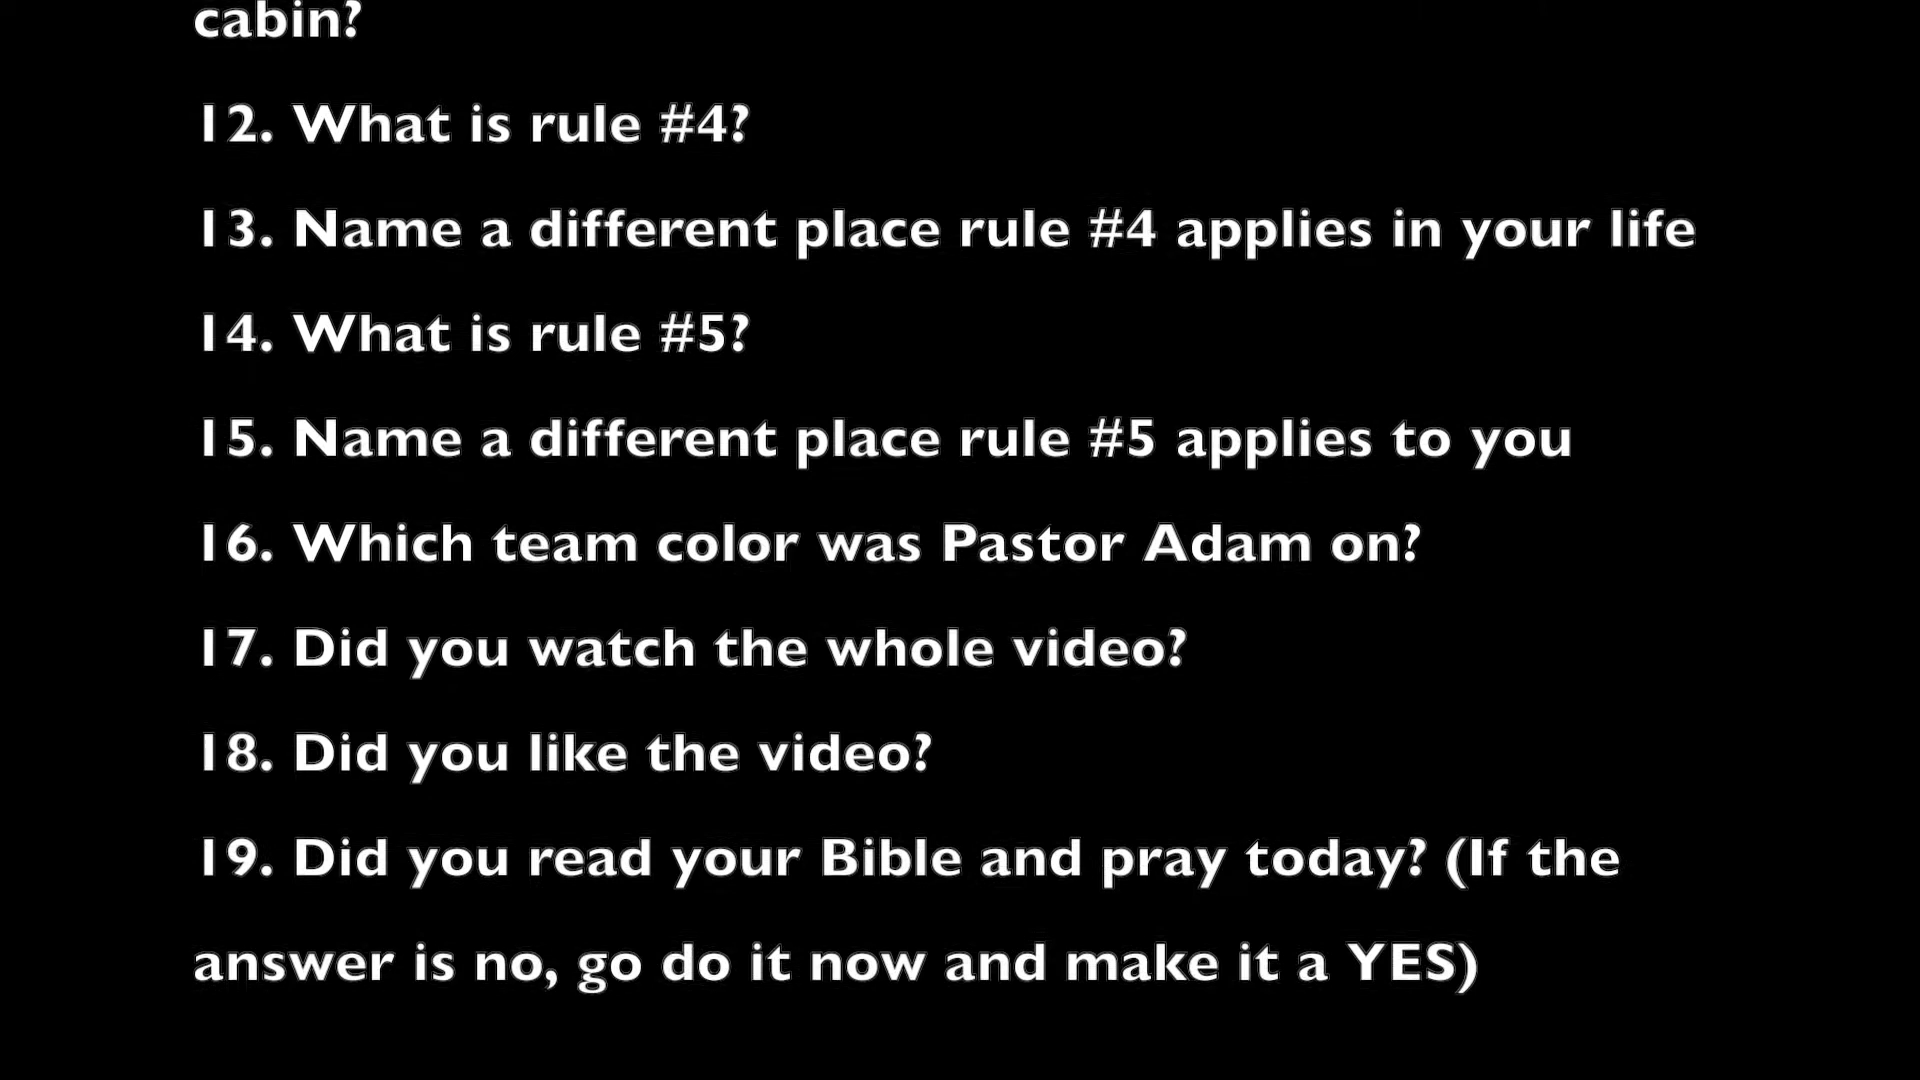 cabin?
12. What is rule #4?
13. Name a different place rule #4 applies in your life
14. What is rule #5?
15. Name a different place rule #5 applies to you
16. Which team color was Pastor Adam on?
17. Did you watch the whole video?
18. Did you like the video?
19. Did you read your Bible and pray today? (If the
answer is no, go do it now and make it a YES)